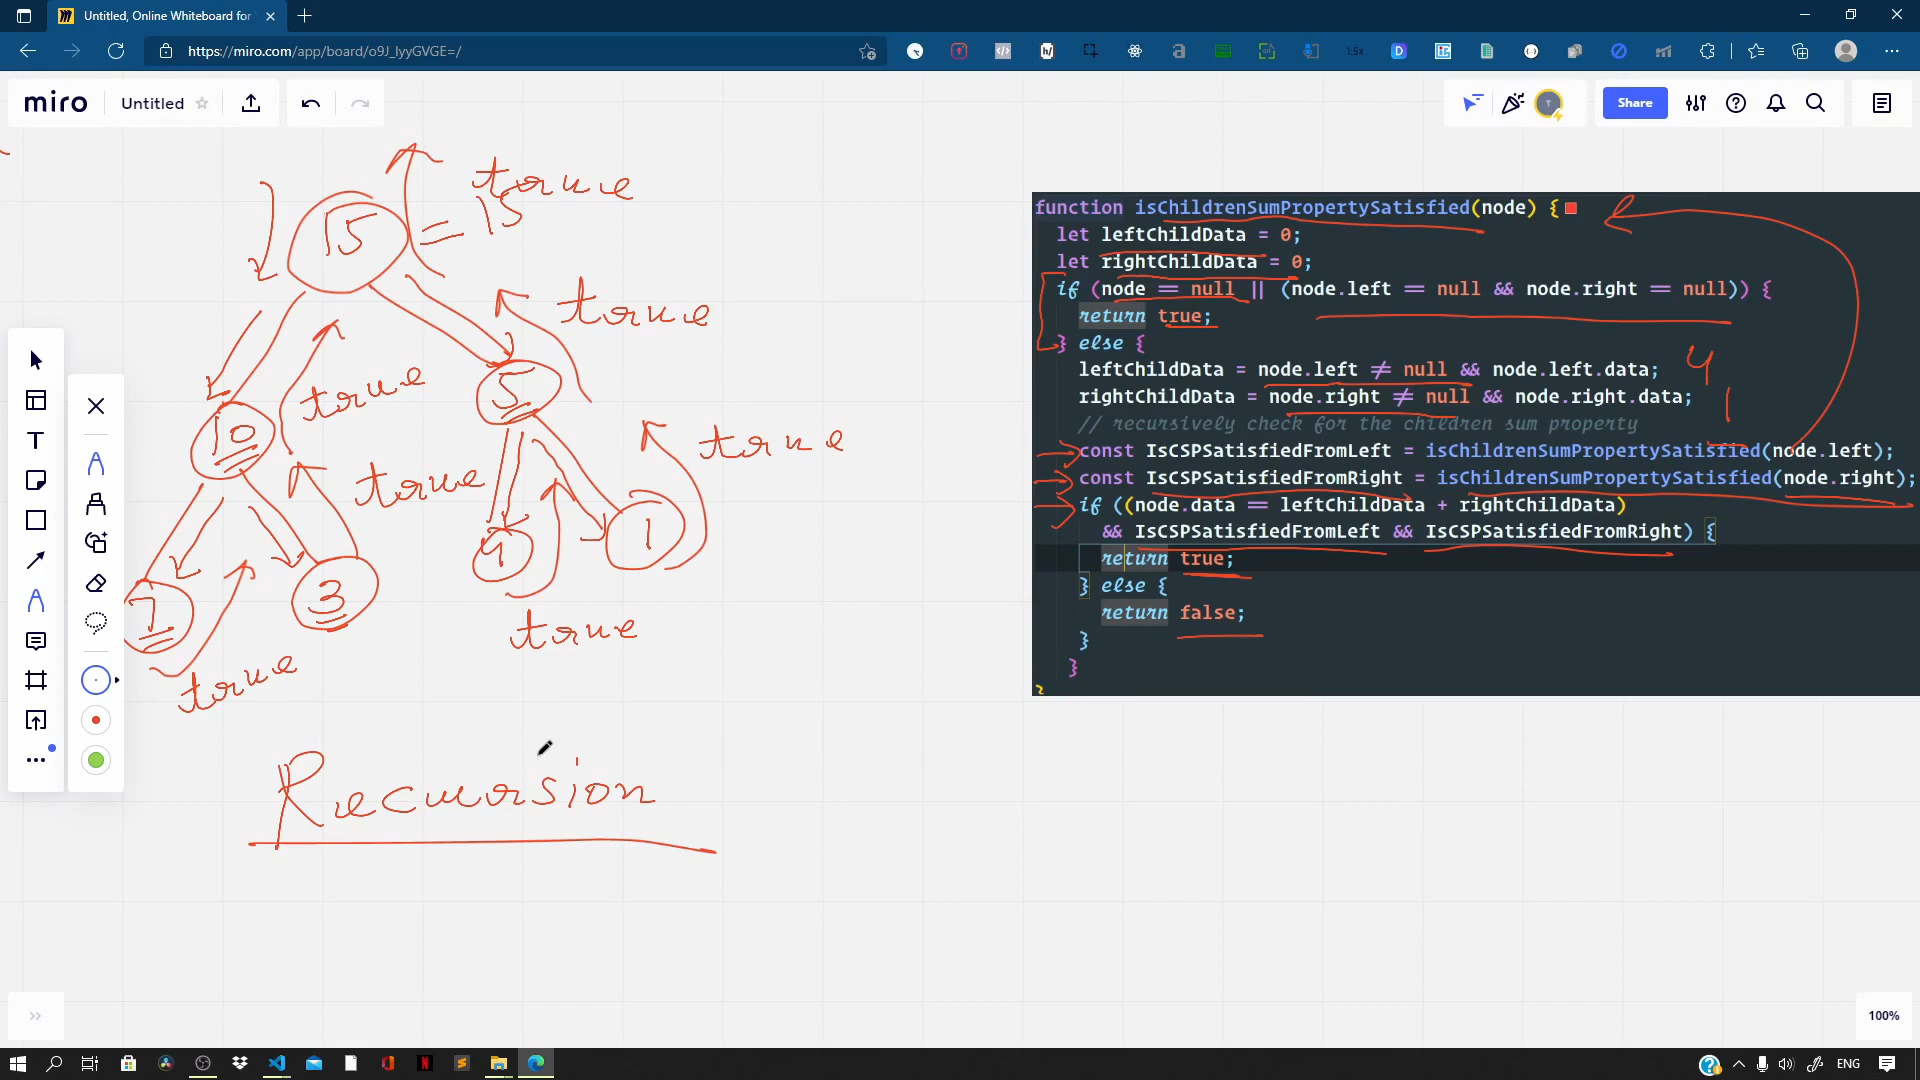 Untitled, Online Whiteboard for
https://miro.com/app/board/o9J_lyyGVGE=/
1.5x
miro
Untitled
Share
true
15
= 15
true
true
10
5
true
true
7
3
4
1
true
true
Recursion
function isChildrenSumPropertySatisfied(node) {
let leftChildData = 0;
let rightChildData = 0;
if (node == null || (node.left == null && node.right == null)) {
return true;
} else {
leftChildData = node.left ≠ null && node.left.data;
4
rightChildData = node.right ≠ null && node.right.data;
1
// recursively check for the children sum property
const IsCSPSatisfiedFromLeft = isChildrenSumPropertySatisfied(node.left);
const IsCSPSatisfiedFromRight = isChildrenSumPropertySatisfied(node.right);
if ((node.data == leftChildData + rightChildData)
&& IsCSPSatisfiedFromLeft && IsCSPSatisfiedFromRight) {
return true;
} else {
return false;
}
}
}
100%
ENG